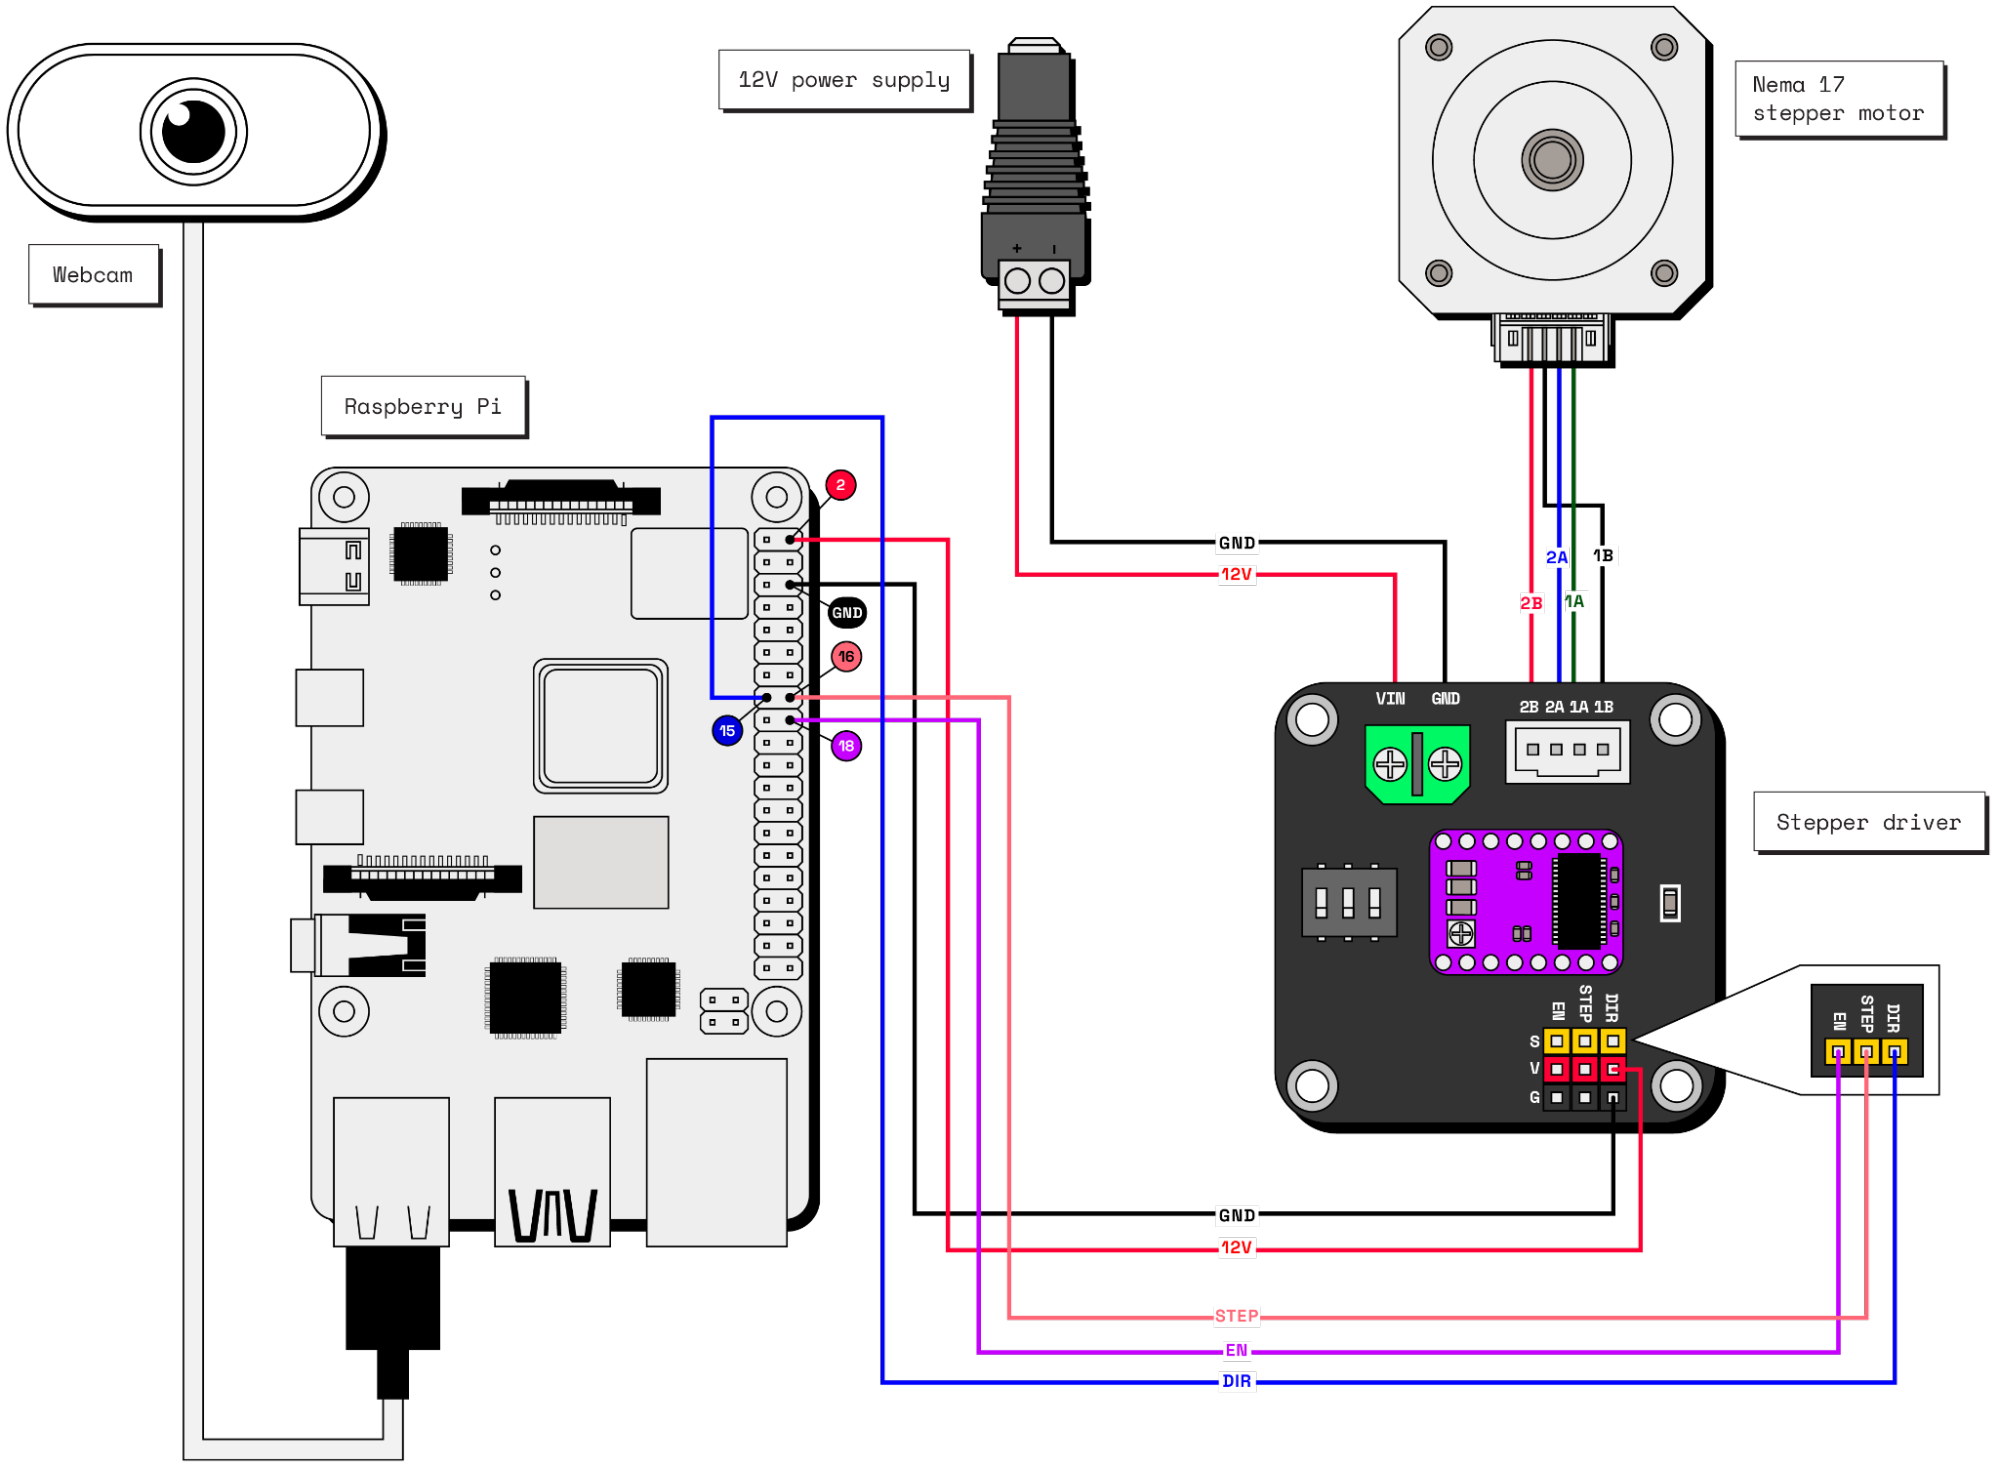 12V power supply
Nema 17
stepper motor
Webcam
+ -
Raspberry Pi
2
GND
16
15
18
GND
12V
2A
1B
2B
1A
VIN GND
2B 2A 1A 1B
Stepper driver
EN STEP DIR
S
V
G
EN STEP DIR
GND
12V
STEP
EN
DIR